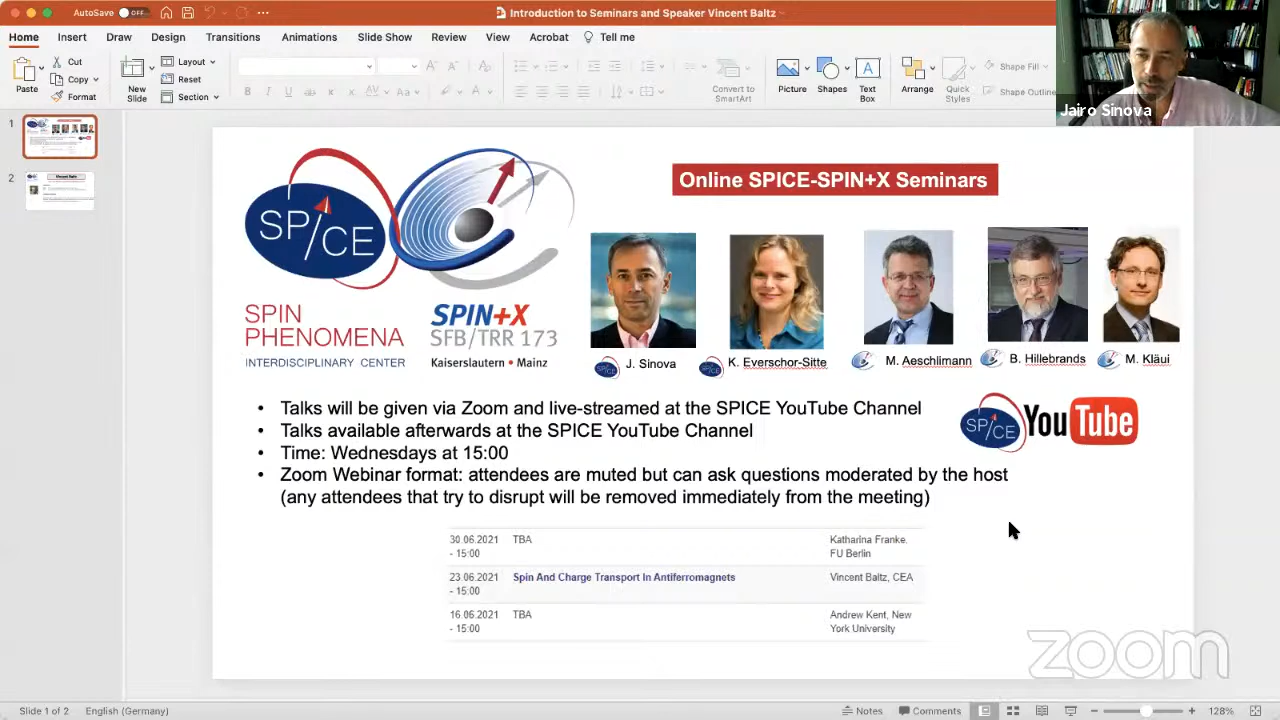 AutoSave OFF
Introduction to Seminars and Speaker Vincent Baltz
Home Insert Draw Design Transitions Animations Slide Show Review View Acrobat Tell me
Paste
Cut
Copy
Format
New Slide
Layout
Reset
Section
Convert to SmartArt
Picture
Shapes
Text Box
Arrange
Quick Styles
Shape Fill
Shape Outline
Jairo Sinova
1
2
Online SPICE-SPIN+X Seminars
SPICE
SPIN
PHENOMENA
INTERDISCIPLINARY CENTER
SPIN+X
SFB/TRR 173
Kaiserslautern • Mainz
J. Sinova
K. Everschor-Sitte
M. Aeschlimann
B. Hillebrands
M. Kläui
• Talks will be given via Zoom and live-streamed at the SPICE YouTube Channel
• Talks available afterwards at the SPICE YouTube Channel
• Time: Wednesdays at 15:00
• Zoom Webinar format: attendees are muted but can ask questions moderated by the host
(any attendees that try to disrupt will be removed immediately from the meeting)
SPICE YouTube
30.06.2021 TBA Katharina Franke,
- 15:00 FU Berlin
23.06.2021 Spin And Charge Transport In Antiferromagnets Vincent Baltz, CEA
- 15:00
16.06.2021 TBA Andrew Kent, New
- 15:00 York University
zoom
Slide 1 of 2 English (Germany) Notes Comments 128%